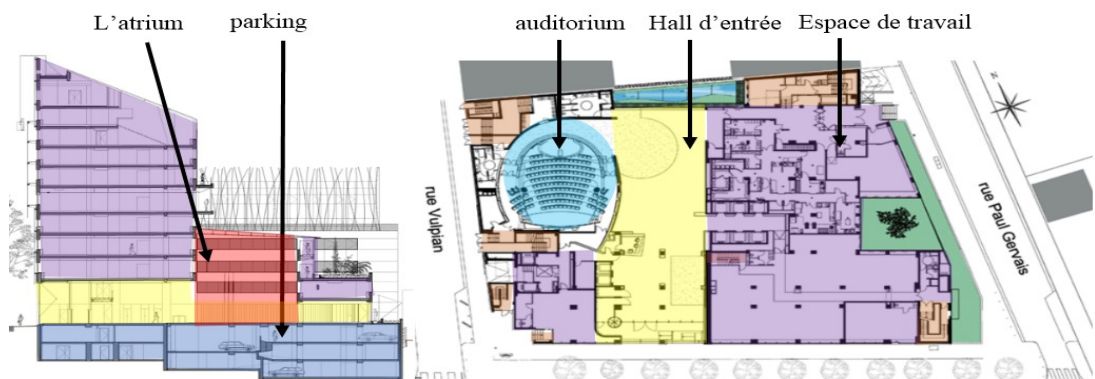 L’atrium
parking
auditorium
Hall d’entrée
Espace de travail
rue Vulpian
rue Paul Gervais